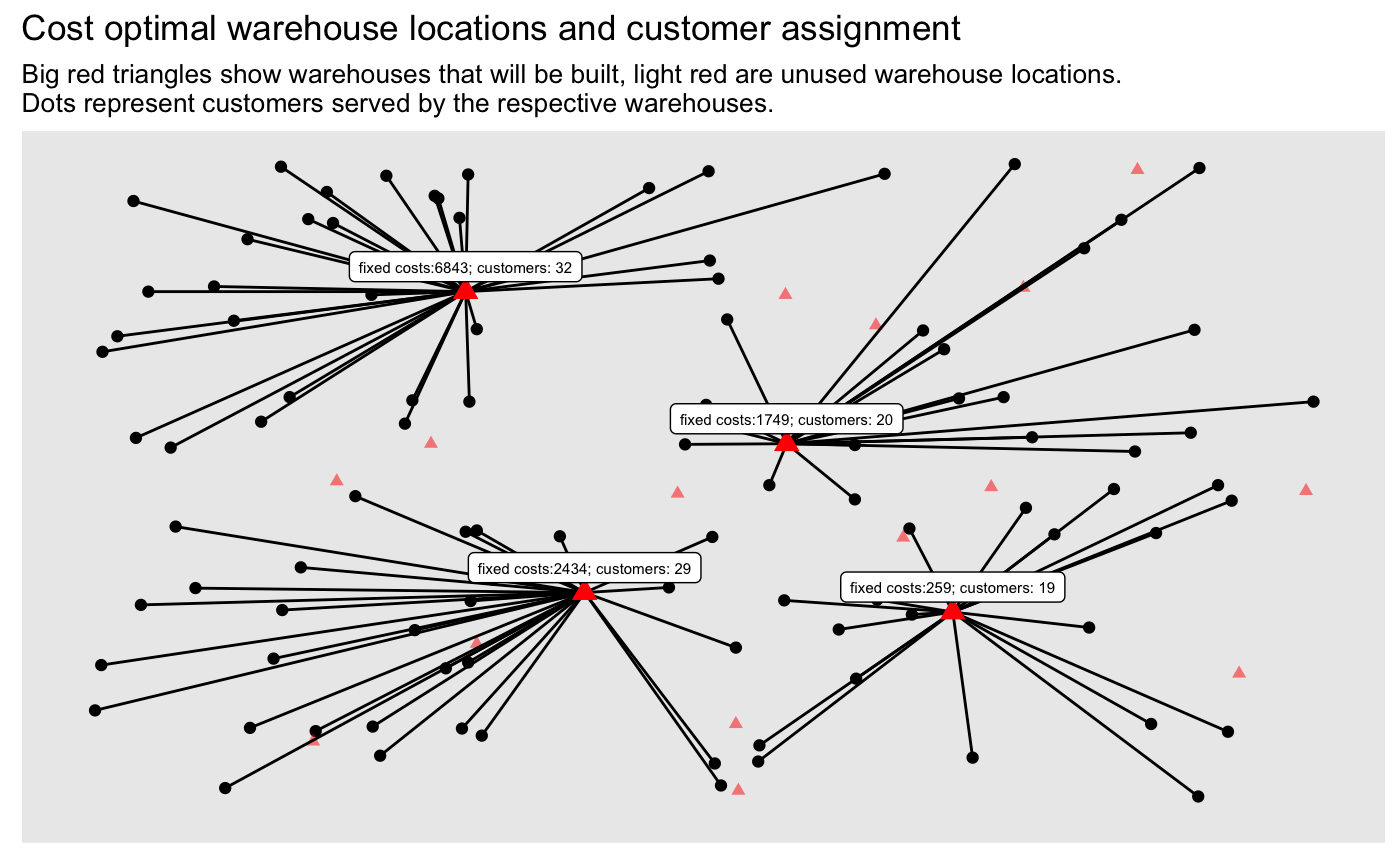 Cost optimal warehouse locations and customer assignment
Big red triangles show warehouses that will be built, light red are unused warehouse locations.
Dots represent customers served by the respective warehouses.
fixed costs:6843; customers: 32
fixed costs:1749; customers: 20
fixed costs:2434; customers: 29
fixed costs:259; customers: 19